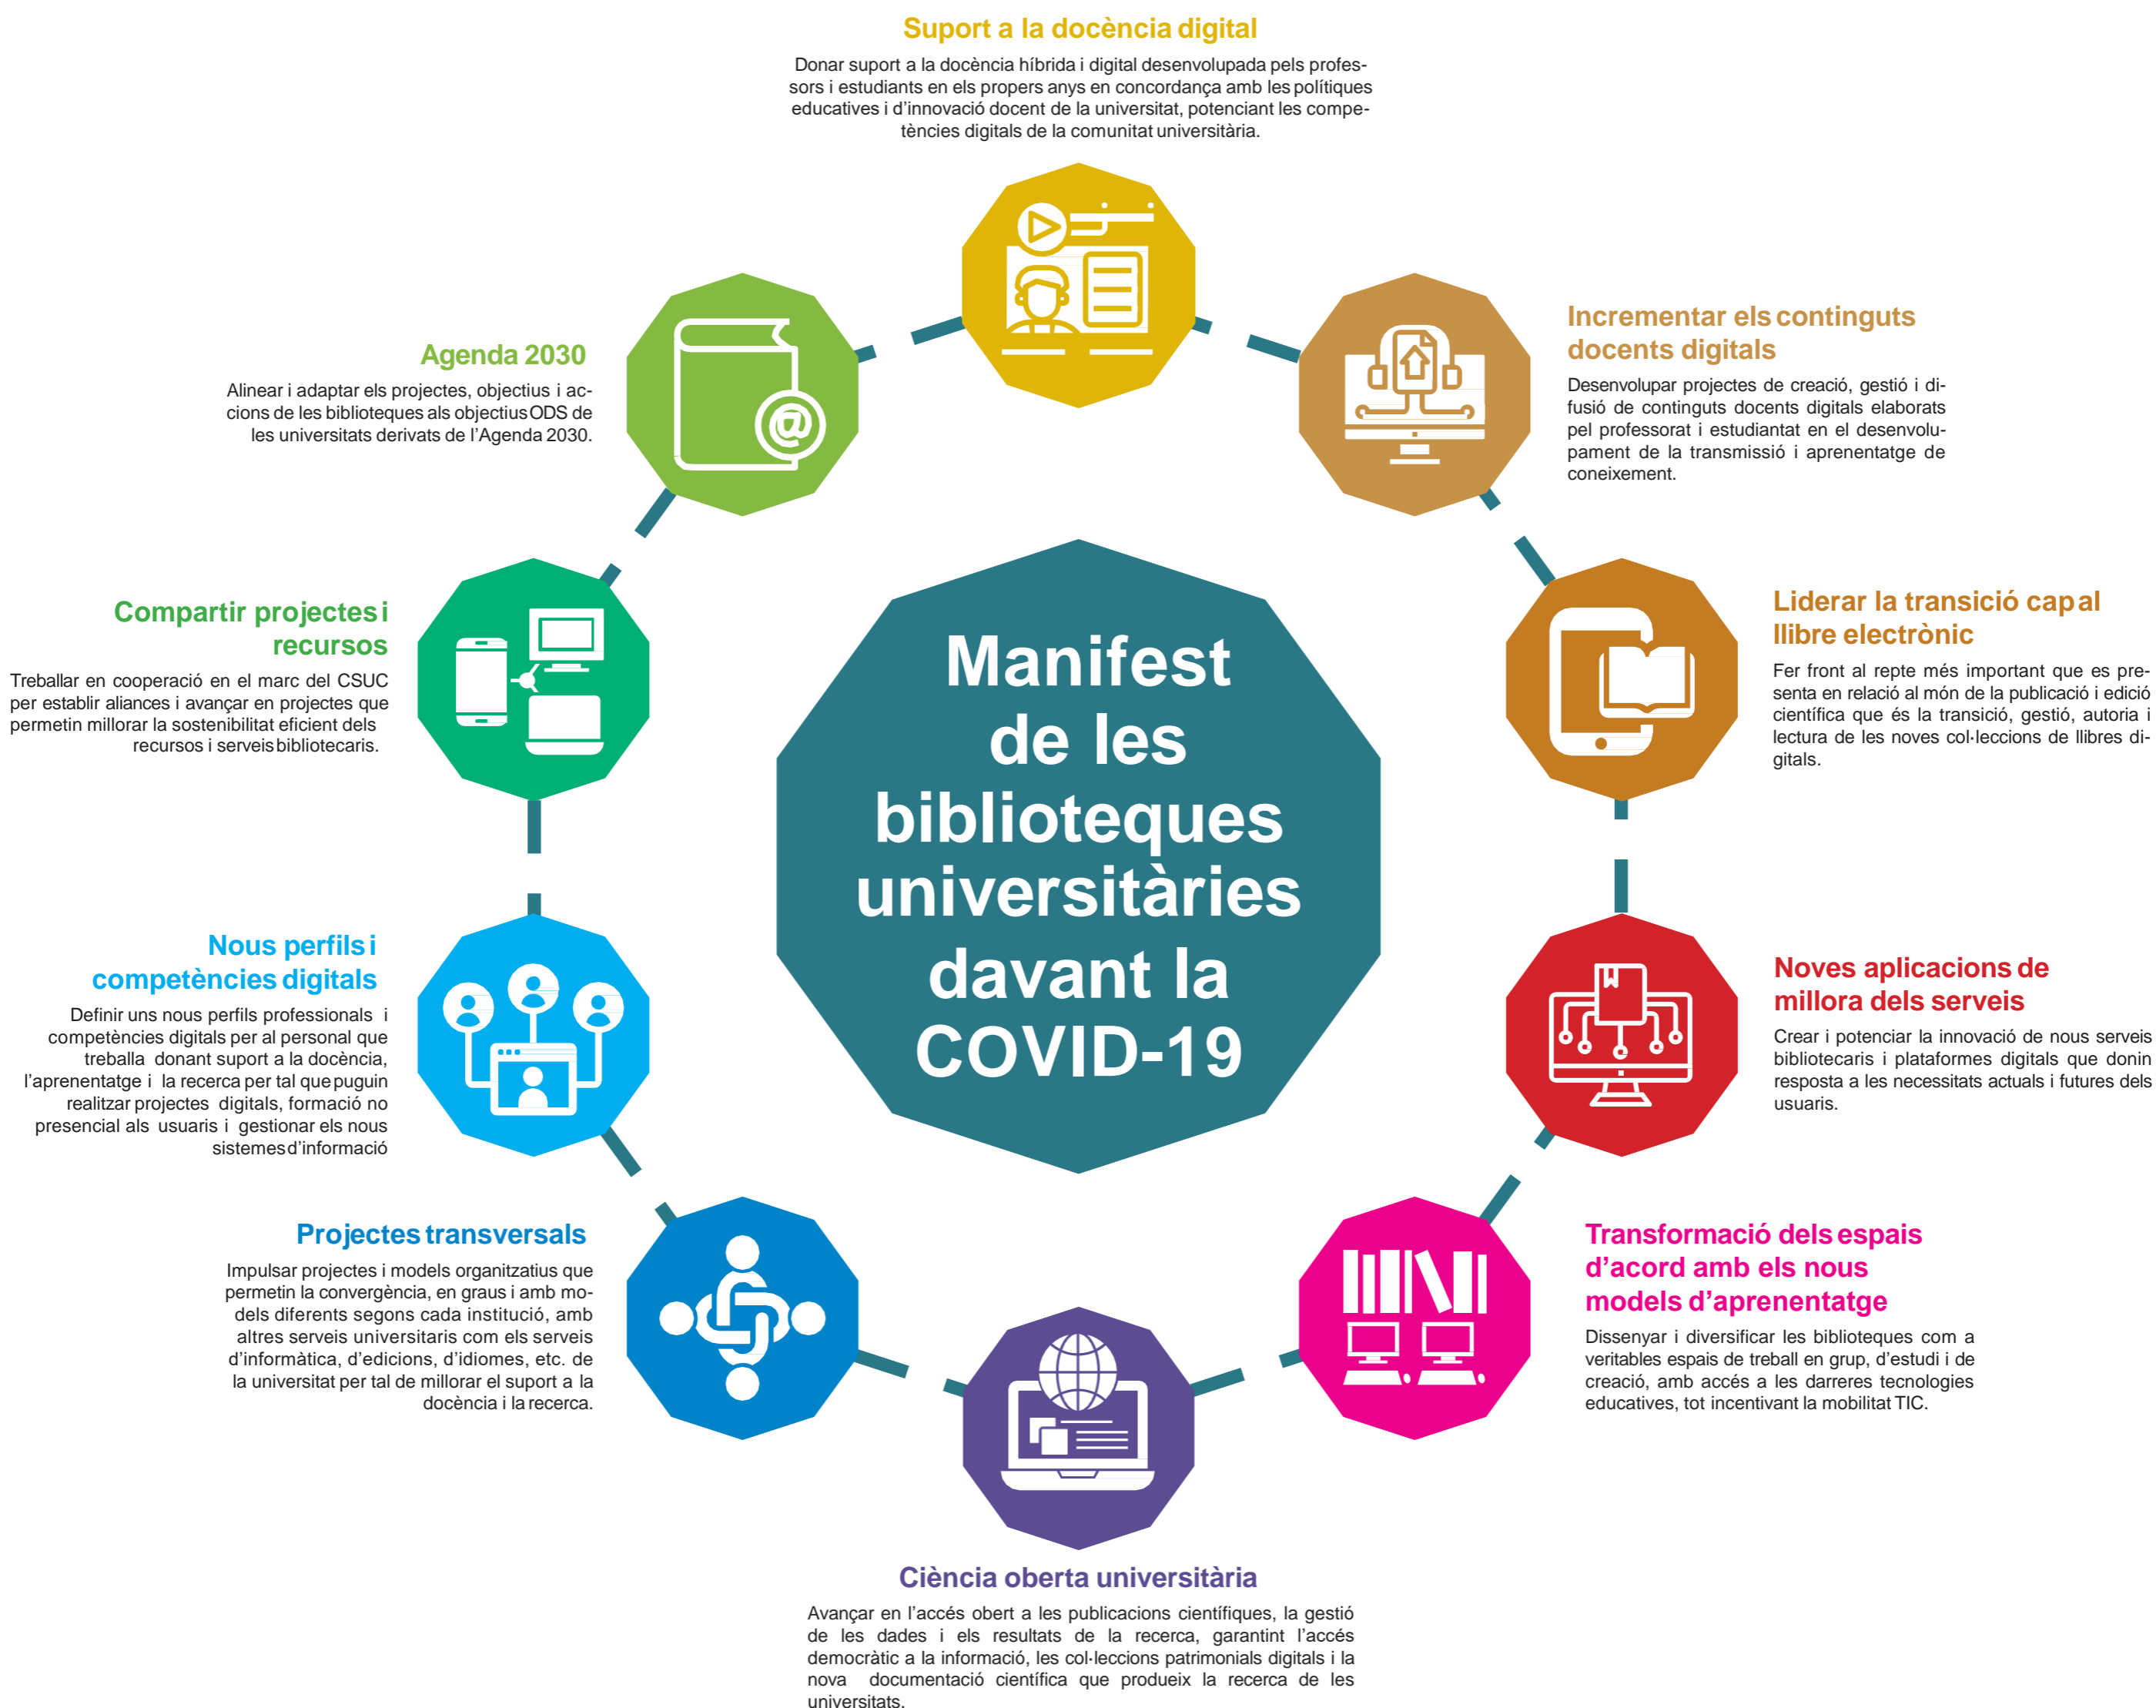 Suport a la docència digital
Donar suport a la docència híbrida i digital desenvolupada pels profes-
sors i estudiants en els propers anys en concordança amb les polítiques
educatives i d’innovació docent de la universitat, potenciant les compe-
tències digitals de la comunitat universitària.
Incrementar els continguts
docents digitals
Desenvolupar projectes de creació, gestió i di-
fusió de continguts docents digitals elaborats
pel professorat i estudiantat en el desenvolu-
pament de la transmissió i aprenentatge de
coneixement.
Liderar la transició cap al
llibre electrònic
Fer front al repte més important que es pre-
senta en relació al món de la publicació i edició
científica que és la transició, gestió, autoria i
lectura de les noves col·leccions de llibres di-
gitals.
Noves aplicacions de
millora dels serveis
Crear i potenciar la innovació de nous serveis
bibliotecaris i plataformes digitals que donin
resposta a les necessitats actuals i futures dels
usuaris.
Transformació dels espais
d’acord amb els nous
models d’aprenentatge
Dissenyar i diversificar les biblioteques com a
veritables espais de treball en grup, d’estudi i de
creació, amb accés a les darreres tecnologies
educatives, tot incentivant la mobilitat TIC.
Ciència oberta universitària
Avançar en l’accés obert a les publicacions científiques, la gestió
de les dades i els resultats de la recerca, garantint l’accés
democràtic a la informació, les col·leccions patrimonials digitals i la
nova documentació científica que produeix la recerca de les
universitats.
Projectes transversals
Impulsar projectes i models organitzatius que
permetin la convergència, en graus i amb mo-
dels diferents segons cada institució, amb
altres serveis universitaris com els serveis
d’informàtica, d’edicions, d’idiomes, etc. de
la universitat per tal de millorar el suport a la
docència i la recerca.
Nous perfils i
competències digitals
Definir uns nous perfils professionals i
competències digitals per al personal que
treballa donant suport a la docència,
l’aprenentatge i la recerca per tal que puguin
realitzar projectes digitals, formació no
presencial als usuaris i gestionar els nous
sistemes d’informació
Compartir projectes i
recursos
Treballar en cooperació en el marc del CSUC
per establir aliances i avançar en projectes que
permetin millorar la sostenibilitat eficient dels
recursos i serveis bibliotecaris.
Agenda 2030
Alinear i adaptar els projectes, objectius i ac-
cions de les biblioteques als objectius ODS de
les universitats derivats de l’Agenda 2030.
@
Manifest
de les
biblioteques
universitàries
davant la
COVID-19